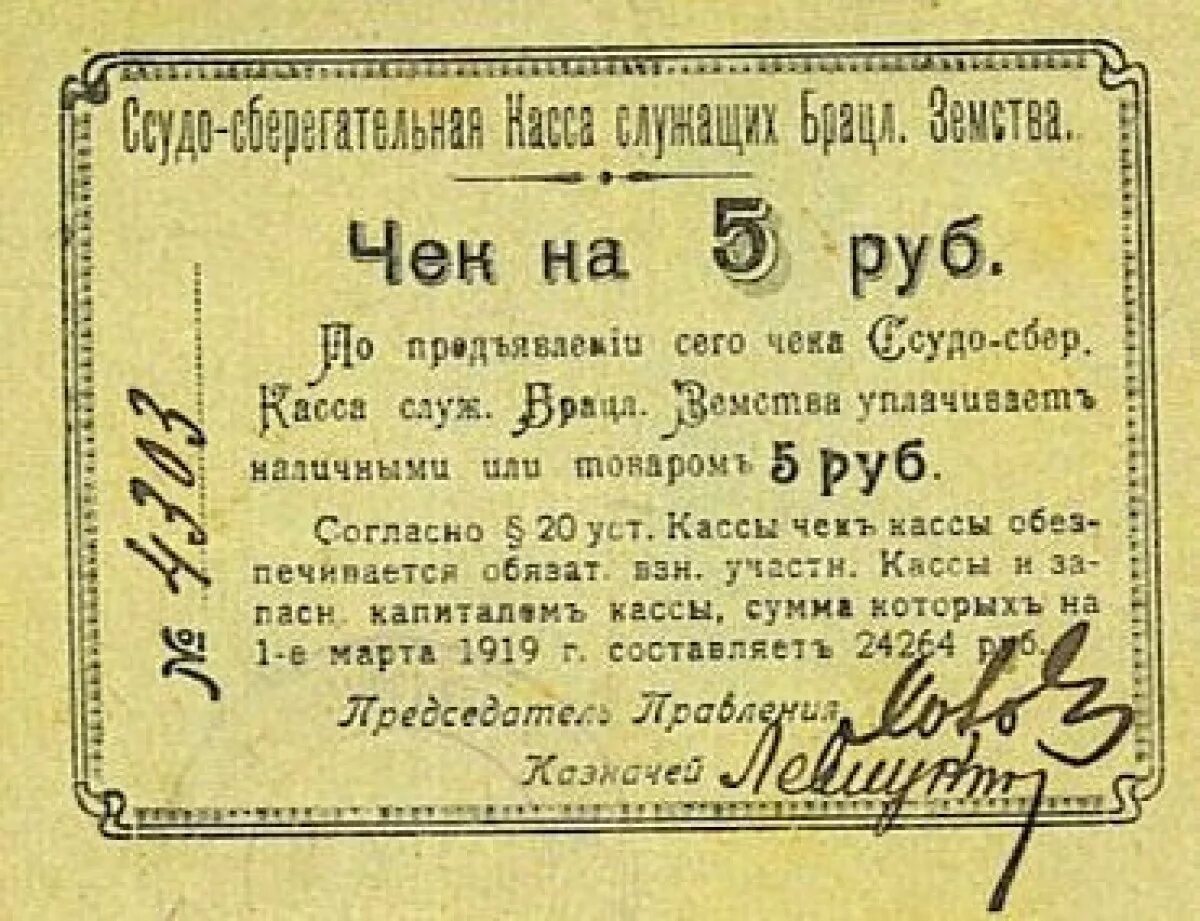 Ссудо-сберегательная Касса служащих Брацл. Земства.
Чек на 5 руб.
По предъявленіи сего чека Ссудо-сбер.
Касса служ. Брацл. Земства уплачиваетъ
наличными или товаромъ 5 руб.
Согласно § 20 уст. Кассы чекъ кассы обез-
печивается обязат. взн. участн. Кассы и за-
пасн. капиталомъ кассы, сумма которыхъ на
1-е марта 1919 г. составляетъ 24264 руб.
Председатель Правления
Казначей
№ 4303